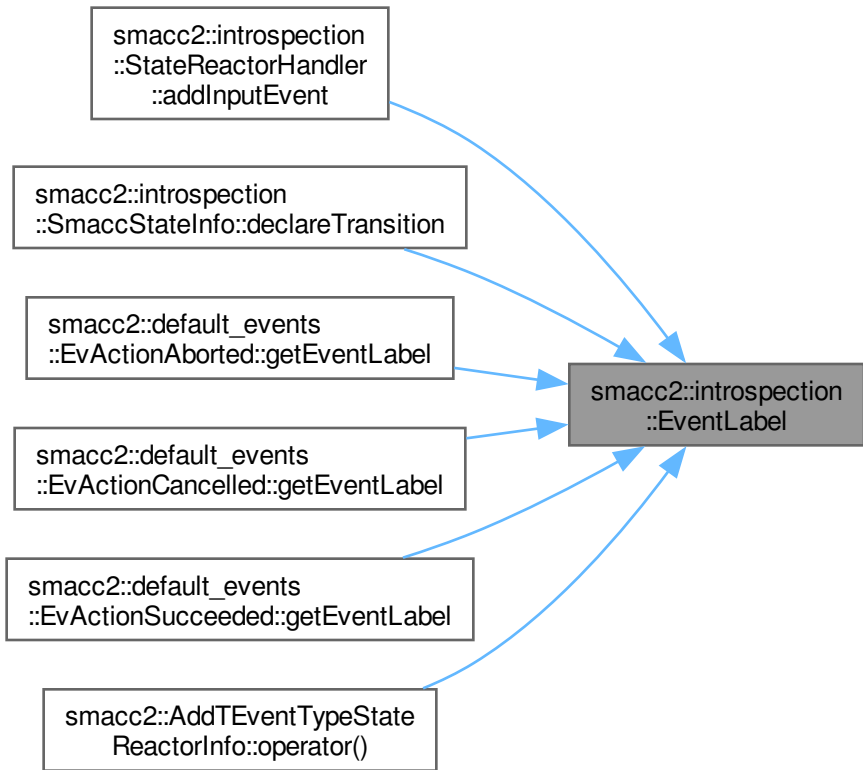 smacc2::introspection
::StateReactorHandler
::addInputEvent
smacc2::introspection
::SmaccStateInfo::declareTransition
smacc2::default_events
::EvActionAborted::getEventLabel
smacc2::introspection
::EventLabel
smacc2::default_events
::EvActionCancelled::getEventLabel
smacc2::default_events
::EvActionSucceeded::getEventLabel
smacc2::AddTEventTypeState
ReactorInfo::operator()